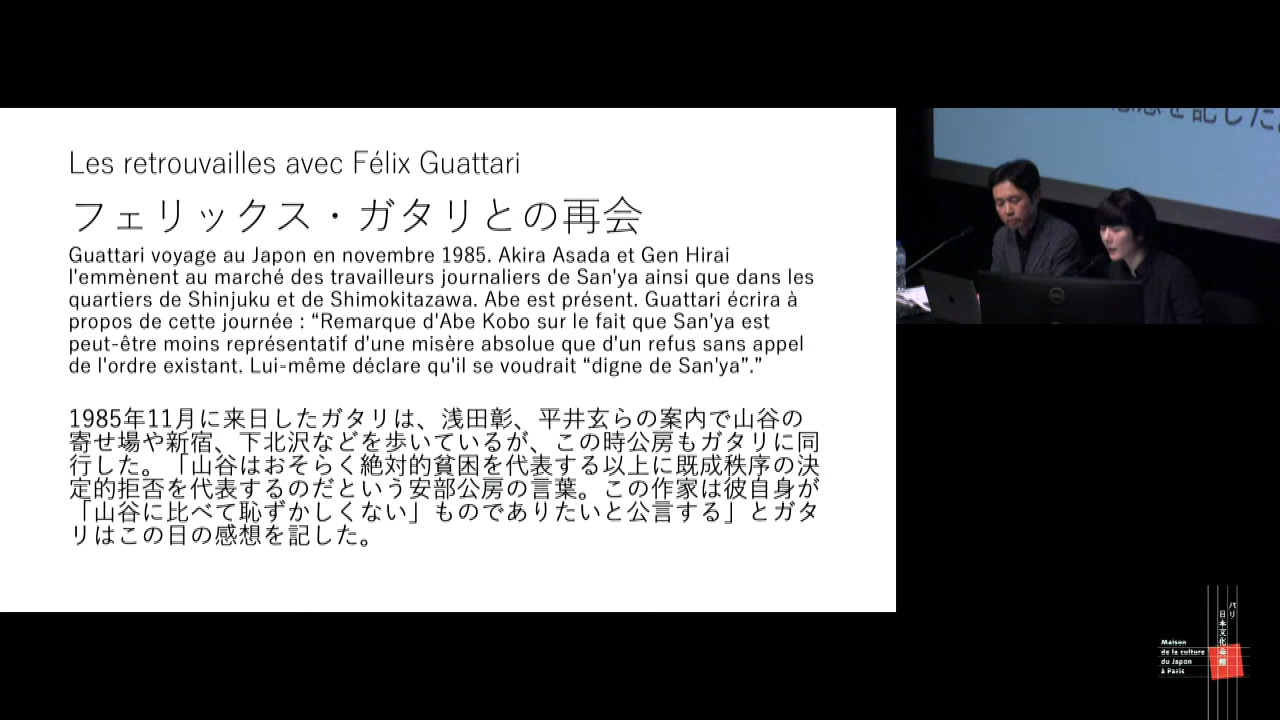 Les retrouvailles avec Félix Guattari
フェリックス・ガタリとの再会
Guattari voyage au Japon en novembre 1985. Akira Asada et Gen Hirai
l'emmènent au marché des travailleurs journaliers de San'ya ainsi que dans les
quartiers de Shinjuku et de Shimokitazawa. Abe est présent. Guattari écrira à
propos de cette journée : “Remarque d'Abe Kobo sur le fait que San'ya est
peut-être moins représentatif d'une misère absolue que d'un refus sans appel
de l'ordre existant. Lui-même déclare qu'il se voudrait “digne de San'ya”.”
1985年11月に来日したガタリは、浅田彰、平井玄らの案内で山谷の
寄せ場や新宿、下北沢などを歩いているが、この時公房もガタリに同
行した。「山谷はおそらく絶対的貧困を代表する以上に既成秩序の決
定的拒否を代表するのだという安部公房の言葉。この作家は彼自身が
「山谷に比べて恥ずかしくない」ものでありたいと公言する」とガタ
リはこの日の感想を記した。
を記した
DELL
パリ
日本文化会館
Maison
de la culture
du Japon
à Paris